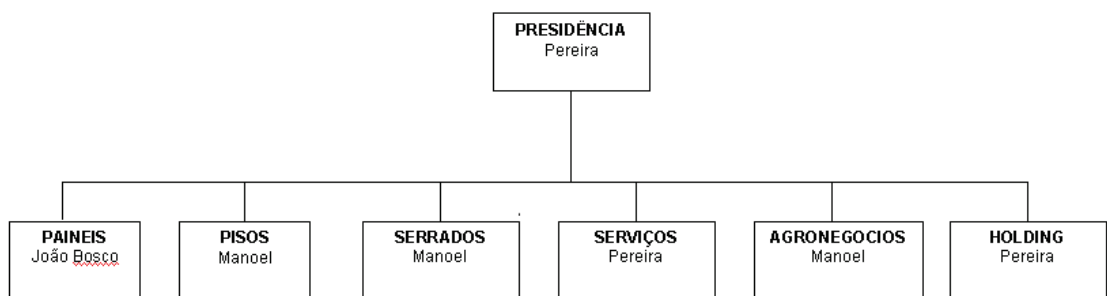 PRESIDÊNCIA
Pereira
PAINEIS
João Bosco
PISOS
Manoel
SERRADOS
Manoel
SERVIÇOS
Pereira
AGRONEGOCIOS
Manoel
HOLDING
Pereira